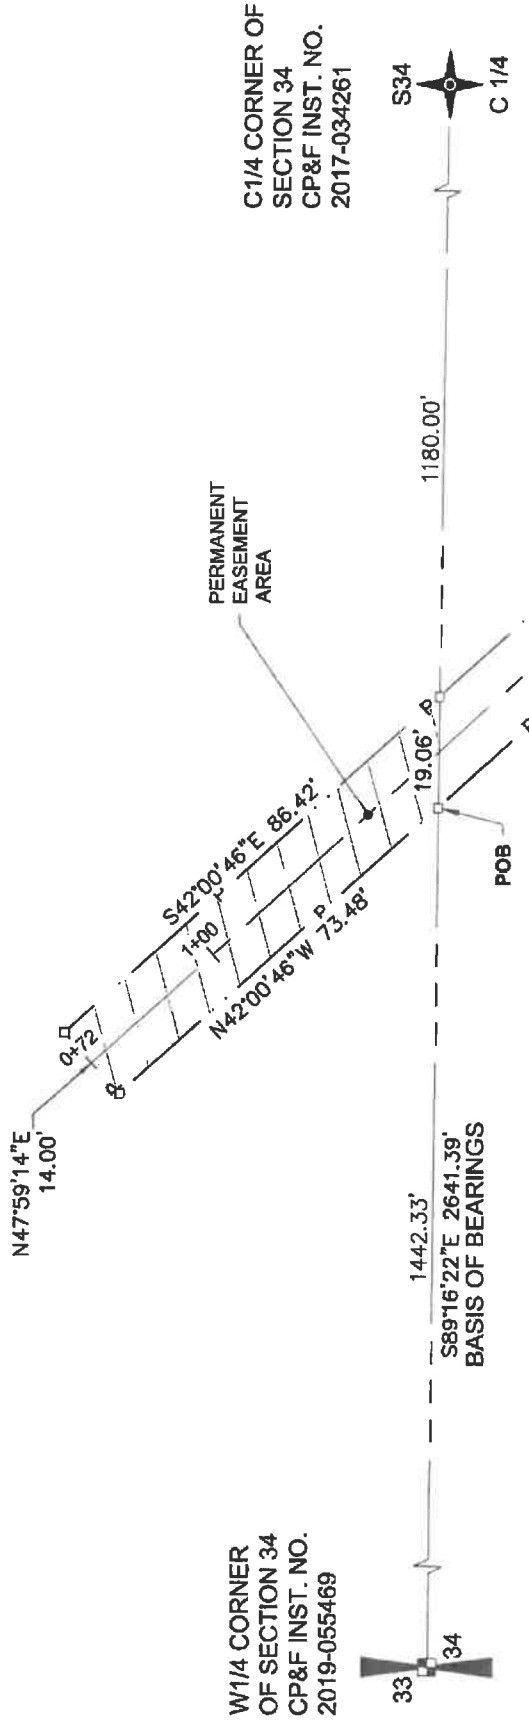 C1/4 CORNER OF
SECTION 34
CP&F INST. NO.
2017-034261
S34
C 1/4
1180.00'
PERMANENT
EASEMENT
AREA
19.06'
P
POB
S42°00'46"E 86.42'
1+00
P
N42°00'46"W 73.48'
0+72
N47°59'14"E
14.00'
1442.33'
S89°16'22"E 2641.39'
BASIS OF BEARINGS
W1/4 CORNER
OF SECTION 34
CP&F INST. NO.
2019-055469
33
34